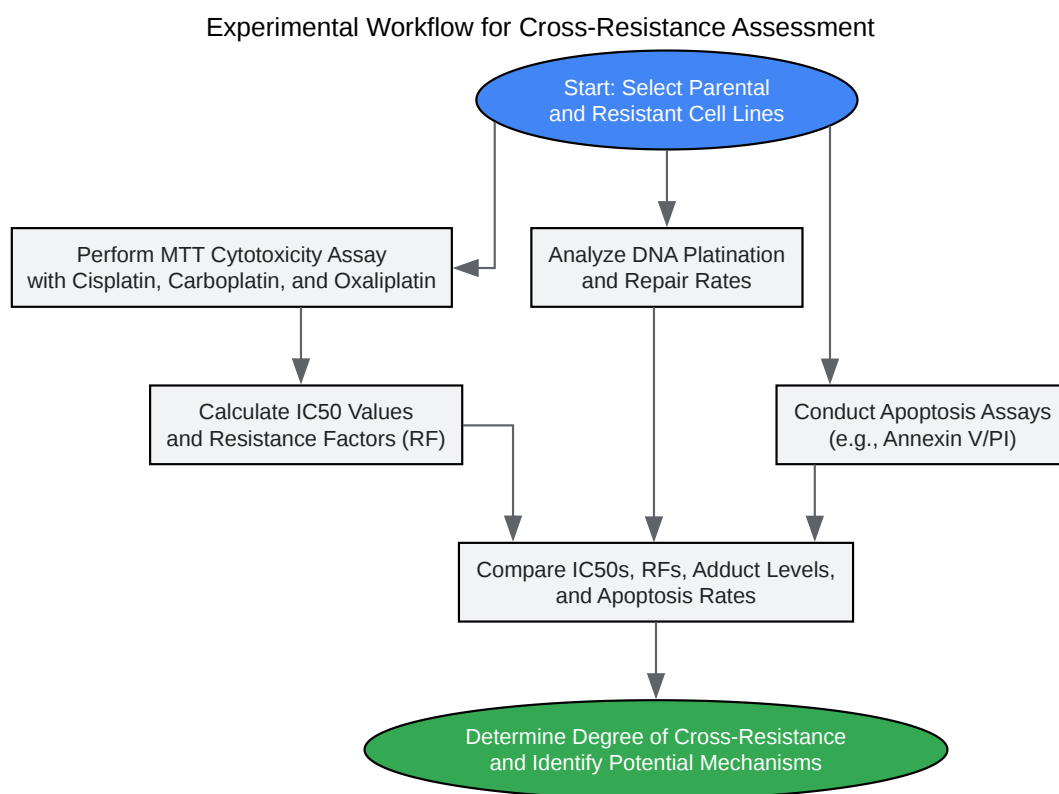 Experimental Workflow for Cross-Resistance Assessment
Start: Select Parental
and Resistant Cell Lines
Perform MTT Cytotoxicity Assay
with Cisplatin, Carboplatin, and Oxaliplatin
Analyze DNA Platination
and Repair Rates
Calculate IC50 Values
and Resistance Factors (RF)
Conduct Apoptosis Assays
(e.g., Annexin V/PI)
Compare IC50s, RFs, Adduct Levels,
and Apoptosis Rates
Determine Degree of Cross-Resistance
and Identify Potential Mechanisms